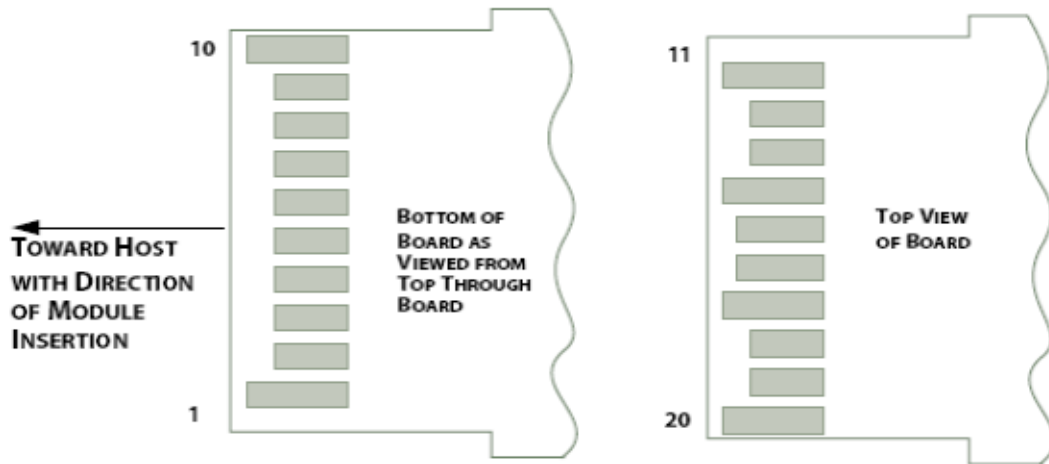 10
1
TOWARD HOST
WITH DIRECTION
OF MODULE
INSERTION
BOTTOM OF
BOARD AS
VIEWED FROM
TOP THROUGH
BOARD
11
20
TOP VIEW
OF BOARD